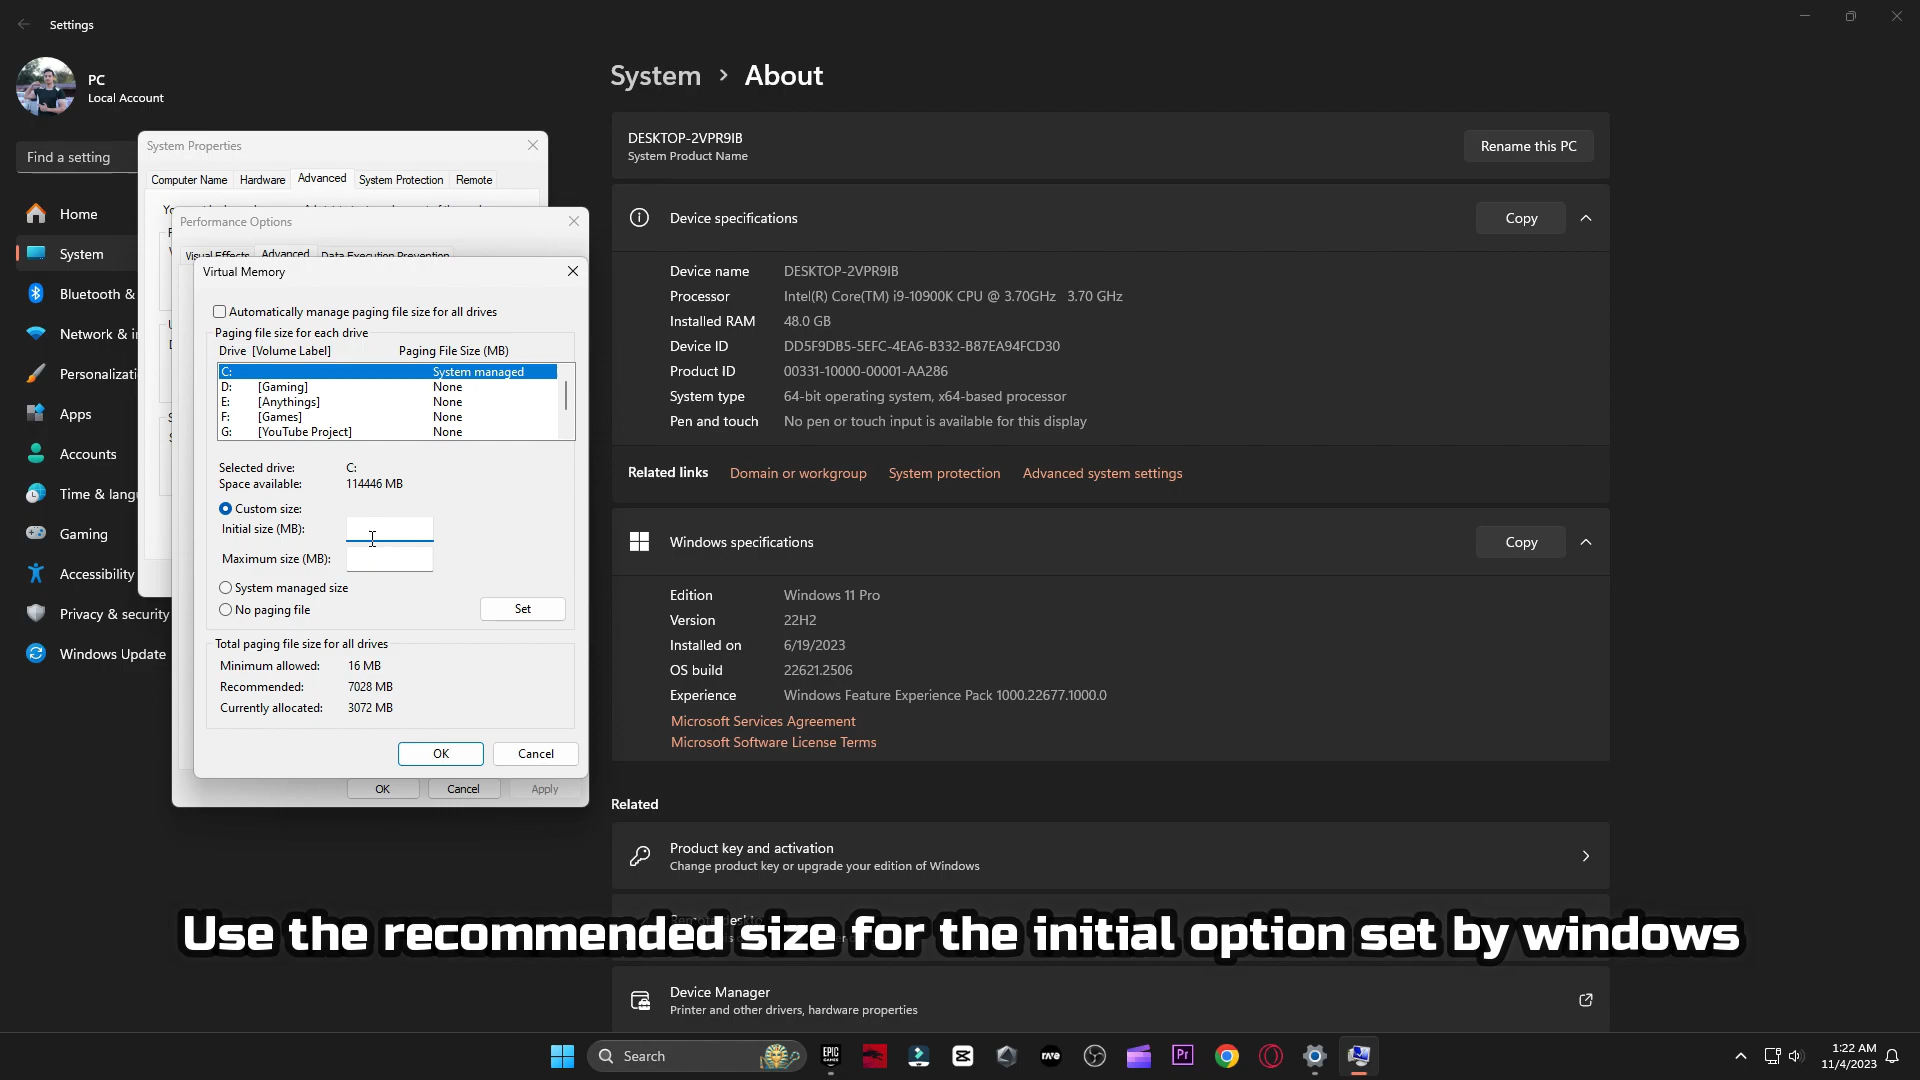 Settings
PC
Local Account
Find a setting
Home
System
Bluetooth &
Network & i
Personalizati
Apps
Accounts
Time & langu
Gaming
Accessibility
Privacy & security
Windows Update
System Properties
Computer Name
Hardware
Advanced
System Protection
Remote
Performance Options
Visual Effects
Advanced
Data Execution Prevention
Virtual Memory
Automatically manage paging file size for all drives
Paging file size for each drive
Drive [Volume Label] Paging File Size (MB)
C: System managed
D: [Gaming] None
E: [Anythings] None
F: [Games] None
G: [YouTube Project] None
Selected drive: C:
Space available: 114446 MB
Custom size:
Initial size (MB):
Maximum size (MB):
System managed size
No paging file
Set
Total paging file size for all drives
Minimum allowed: 16 MB
Recommended: 7028 MB
Currently allocated: 3072 MB
OK Cancel
OK Cancel Apply
System > About
DESKTOP-2VPR9IB
System Product Name
Rename this PC
Device specifications
Copy
Device name DESKTOP-2VPR9IB
Processor Intel(R) Core(TM) i9-10900K CPU @ 3.70GHz 3.70 GHz
Installed RAM 48.0 GB
Device ID DD5F9DB5-5EFC-4EA6-B332-B87EA94FCD30
Product ID 00331-10000-00001-AA286
System type 64-bit operating system, x64-based processor
Pen and touch No pen or touch input is available for this display
Related links Domain or workgroup System protection Advanced system settings
Windows specifications
Copy
Edition Windows 11 Pro
Version 22H2
Installed on 6/19/2023
OS build 22621.2506
Experience Windows Feature Experience Pack 1000.22677.1000.0
Microsoft Services Agreement
Microsoft Software License Terms
Related
Product key and activation
Change product key or upgrade your edition of Windows
Use the recommended size for the initial option set by windows
Device Manager
Printer and other drivers, hardware properties
Search
EPIC GAMES
Pr
1:22 AM
11/4/2023